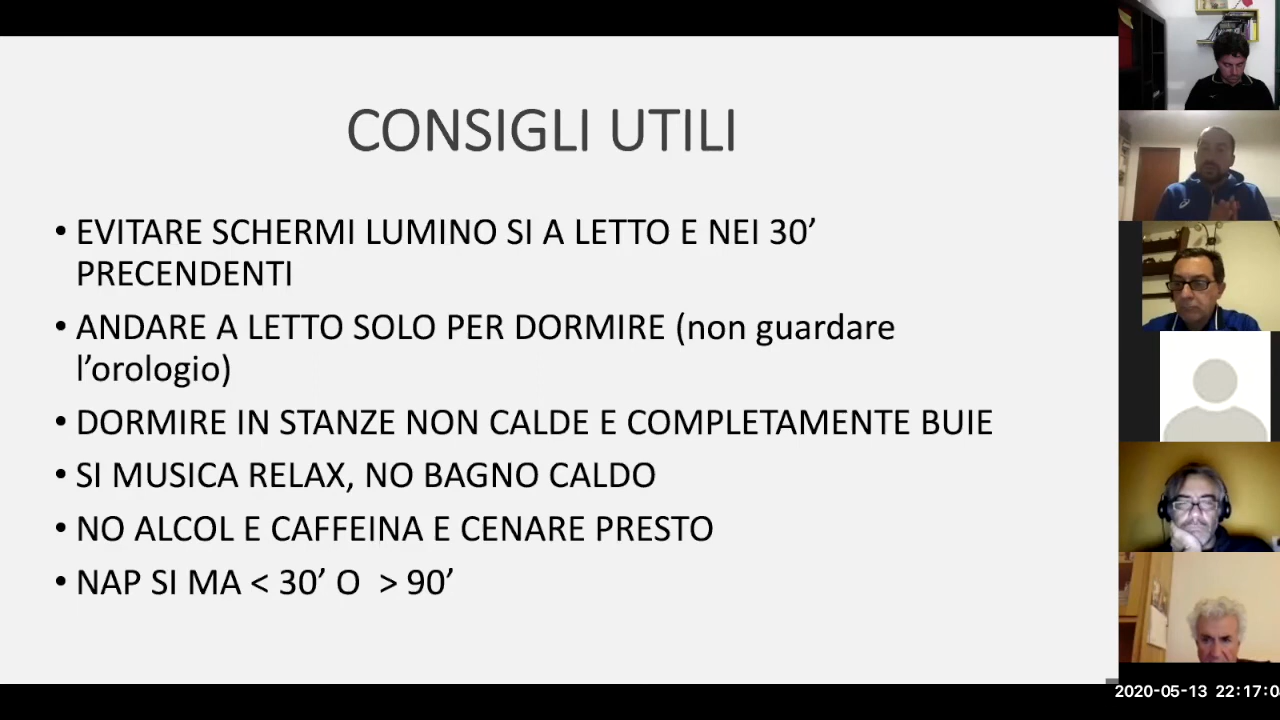 CONSIGLI UTILI
• EVITARE SCHERMI LUMINO SI A LETTO E NEI 30’
PRECENDENTI
• ANDARE A LETTO SOLO PER DORMIRE (non guardare
l’orologio)
• DORMIRE IN STANZE NON CALDE E COMPLETAMENTE BUIE
• SI MUSICA RELAX, NO BAGNO CALDO
• NO ALCOL E CAFFEINA E CENARE PRESTO
• NAP SI MA < 30’ O > 90’
2020-05-13 22:17:0